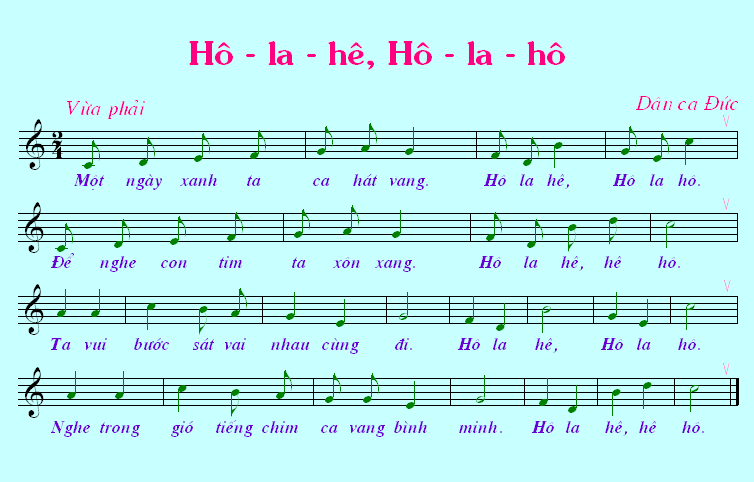 Hô - la - hê, Hô - la - hô
Vừa phải
Dân ca Đức
2
4
Một ngày xanh ta ca hát vang. Hô la hê, Hô la hô.
Để nghe con tim ta xôn xang. Hô la hê, hê hô.
Ta vui bước sát vai nhau cùng đi. Hô la hê, Hô la hô.
Nghe trong gió tiếng chim ca vang bình minh. Hô la hê, hê hô.